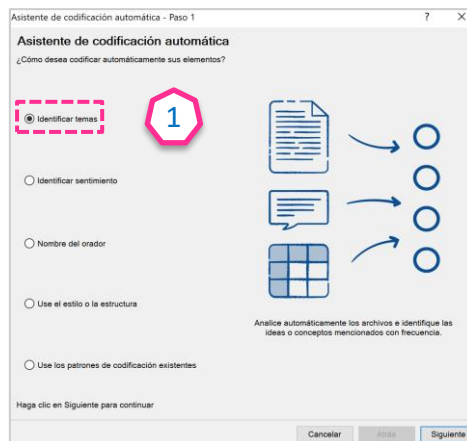 Asistente de codificación automática - Paso 1
Asistente de codificación automática
¿Cómo desea codificar automáticamente sus elementos?
Identificar temas
1
Identificar sentimiento
Nombre del orador
Use el estilo o la estructura
Analice automáticamente los archivos e identifique las
ideas o conceptos mencionados con frecuencia.
Use los patrones de codificación existentes
Haga clic en Siguiente para continuar
Cancelar
Atrás
Siguiente